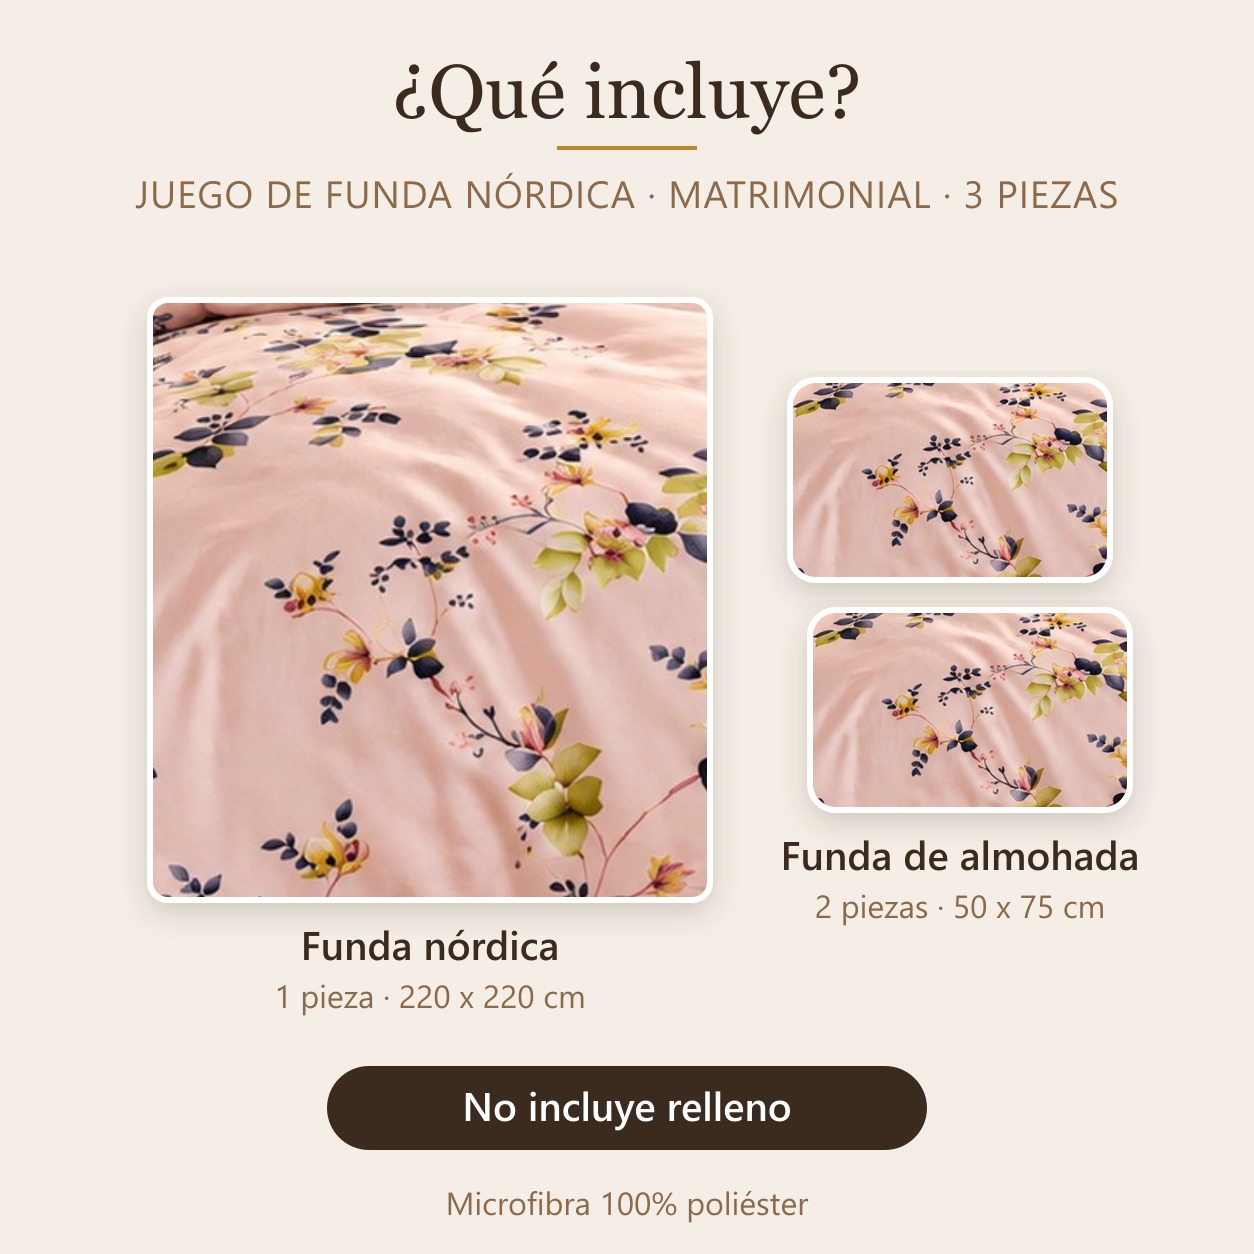 ¿Qué incluye?
JUEGO DE FUNDA NÓRDICA · MATRIMONIAL · 3 PIEZAS
Funda de almohada
2 piezas · 50 x 75 cm
Funda nórdica
1 pieza · 220 x 220 cm
No incluye relleno
Microfibra 100% poliéster